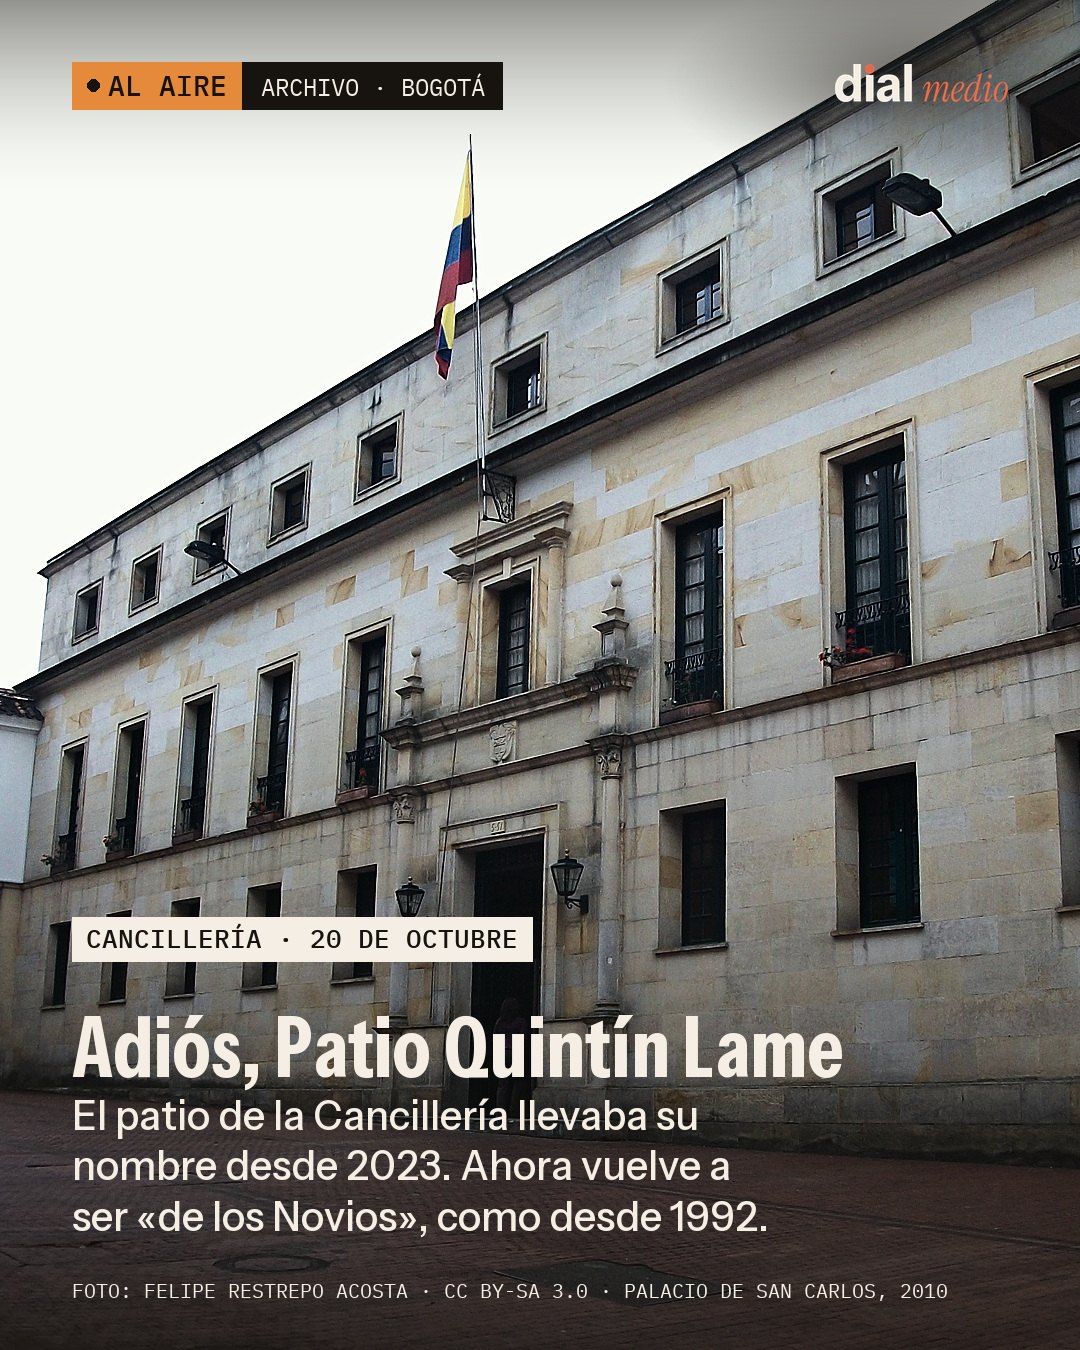 AL AIRE ARCHIVO · BOGOTÁ
dial medio
CANCILLERÍA · 20 DE OCTUBRE
Adiós, Patio Quintín Lame
El patio de la Cancillería llevaba su
nombre desde 2023. Ahora vuelve a
ser «de los Novios», como desde 1992.
FOTO: FELIPE RESTREPO ACOSTA · CC BY-SA 3.0 · PALACIO DE SAN CARLOS, 2010